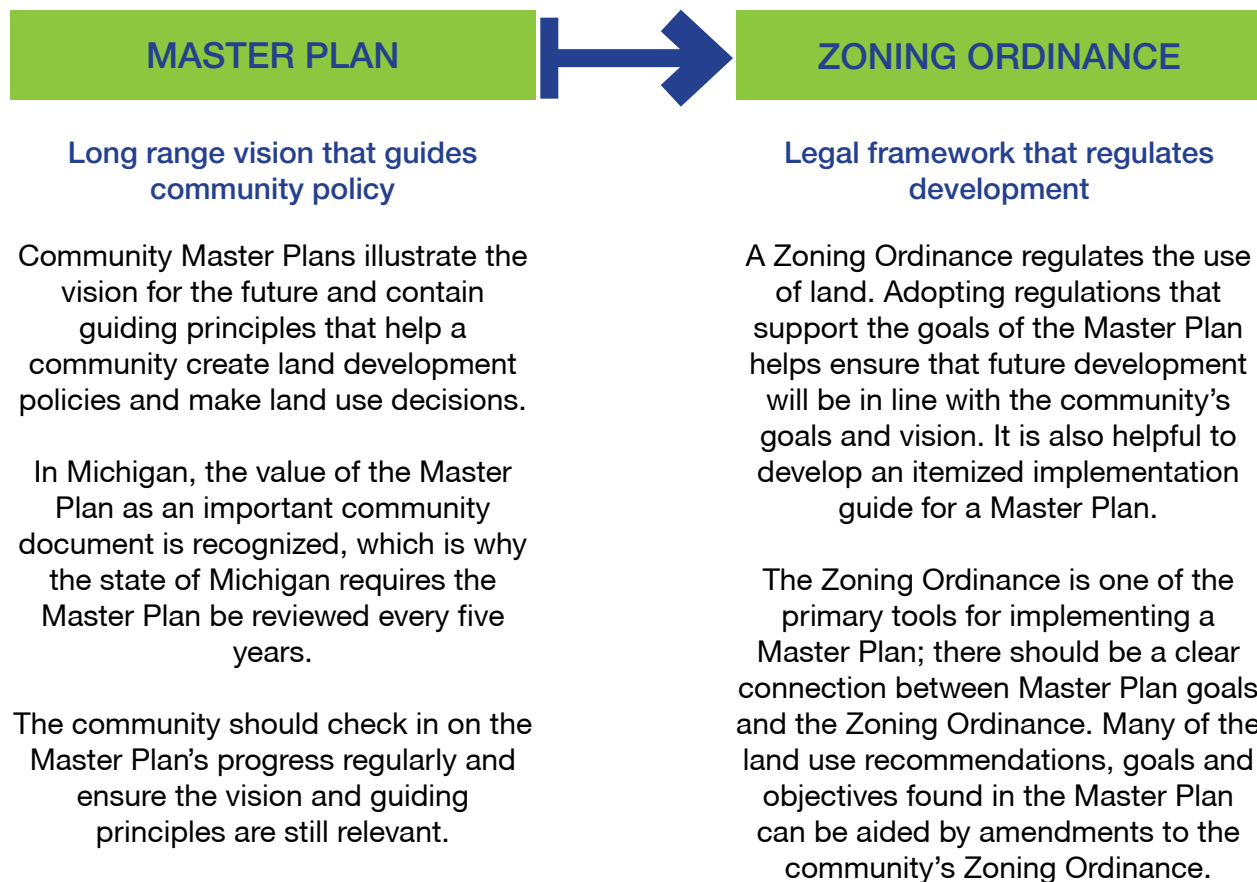 MASTER PLAN
Long range vision that guides
community policy
Community Master Plans illustrate the
vision for the future and contain
guiding principles that help a
community create land development
policies and make land use decisions.
In Michigan, the value of the Master
Plan as an important community
document is recognized, which is why
the state of Michigan requires the
Master Plan be reviewed every five
years.
The community should check in on the
Master Plan’s progress regularly and
ensure the vision and guiding
principles are still relevant.
ZONING ORDINANCE
Legal framework that regulates
development
A Zoning Ordinance regulates the use
of land. Adopting regulations that
support the goals of the Master Plan
helps ensure that future development
will be in line with the community’s
goals and vision. It is also helpful to
develop an itemized implementation
guide for a Master Plan.
The Zoning Ordinance is one of the
primary tools for implementing a
Master Plan; there should be a clear
connection between Master Plan goals
and the Zoning Ordinance. Many of the
land use recommendations, goals and
objectives found in the Master Plan
can be aided by amendments to the
community’s Zoning Ordinance.